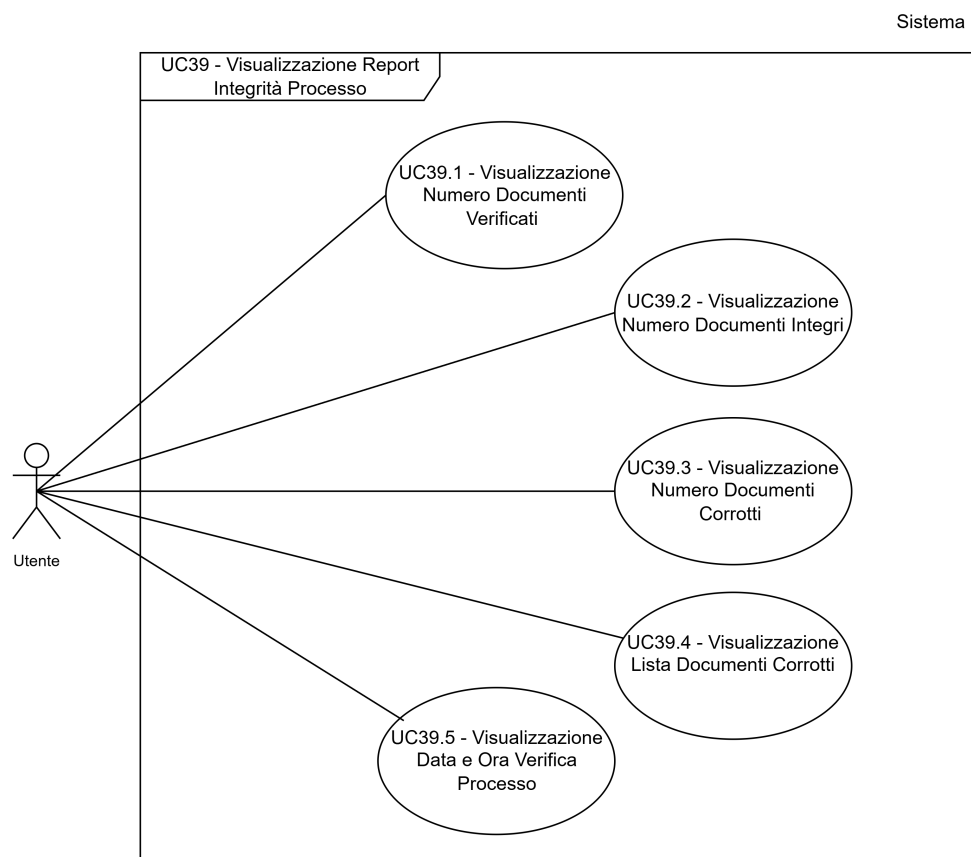 Sistema
UC39 - Visualizzazione Report
Integrità Processo
UC39.1 - Visualizzazione
Numero Documenti
Verificati
UC39.2 - Visualizzazione
Numero Documenti Integri
UC39.3 - Visualizzazione
Numero Documenti
Corrotti
Utente
UC39.4 - Visualizzazione
Lista Documenti Corrotti
UC39.5 - Visualizzazione
Data e Ora Verifica
Processo